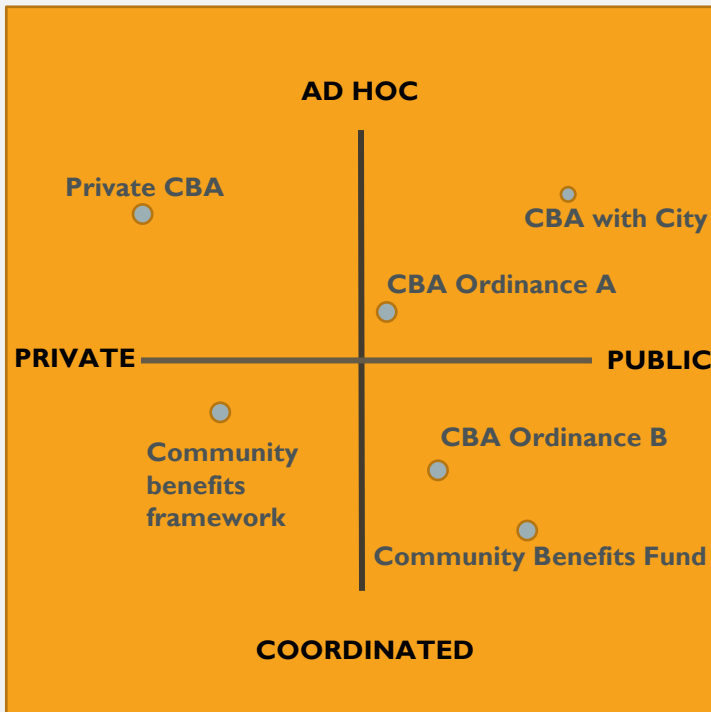 AD HOC
Private CBA
CBA with City
CBA Ordinance A
PRIVATE
PUBLIC
CBA Ordinance B
Community
benefits
framework
Community Benefits Fund
COORDINATED